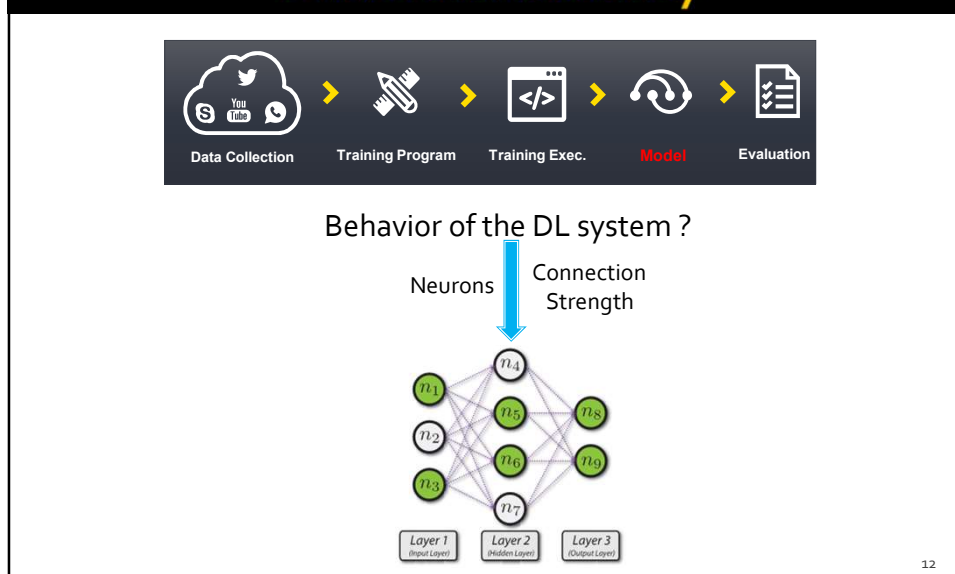 S You Tube
Data Collection Training Program Training Exec. </> Model Evaluation
Behavior of the DL system ?
Neurons Connection
Strength
n4
n1
n5 n8
n2
n6 n9
n3
n7
Layer 1 Layer 2 Layer 3
(Input Layer) (Hidden Layer) (Output Layer)
12